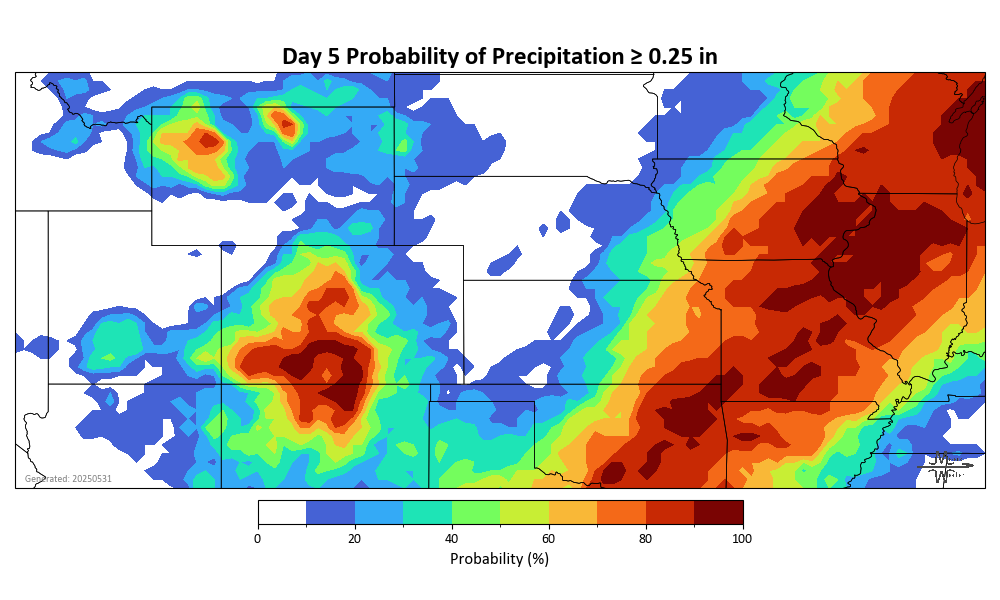 Day 5 Probability of Precipitation ≥ 0.25 in
Generated: 20250531
0 20 40 60 80 100
Probability (%)